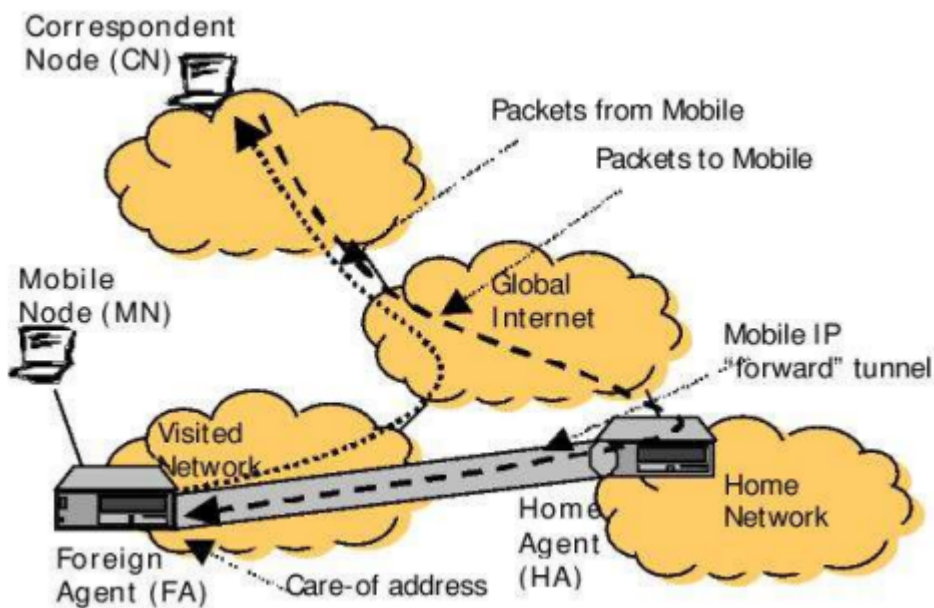 Correspondent
Node (CN)
Packets from Mobile
Packets to Mobile
Mobile
Node (MN)
Global
Internet
Mobile IP
"forward" tunnel
Visited
Network
Home
Network
Home
Agent
(HA)
Foreign
Agent (FA)
Care-of address